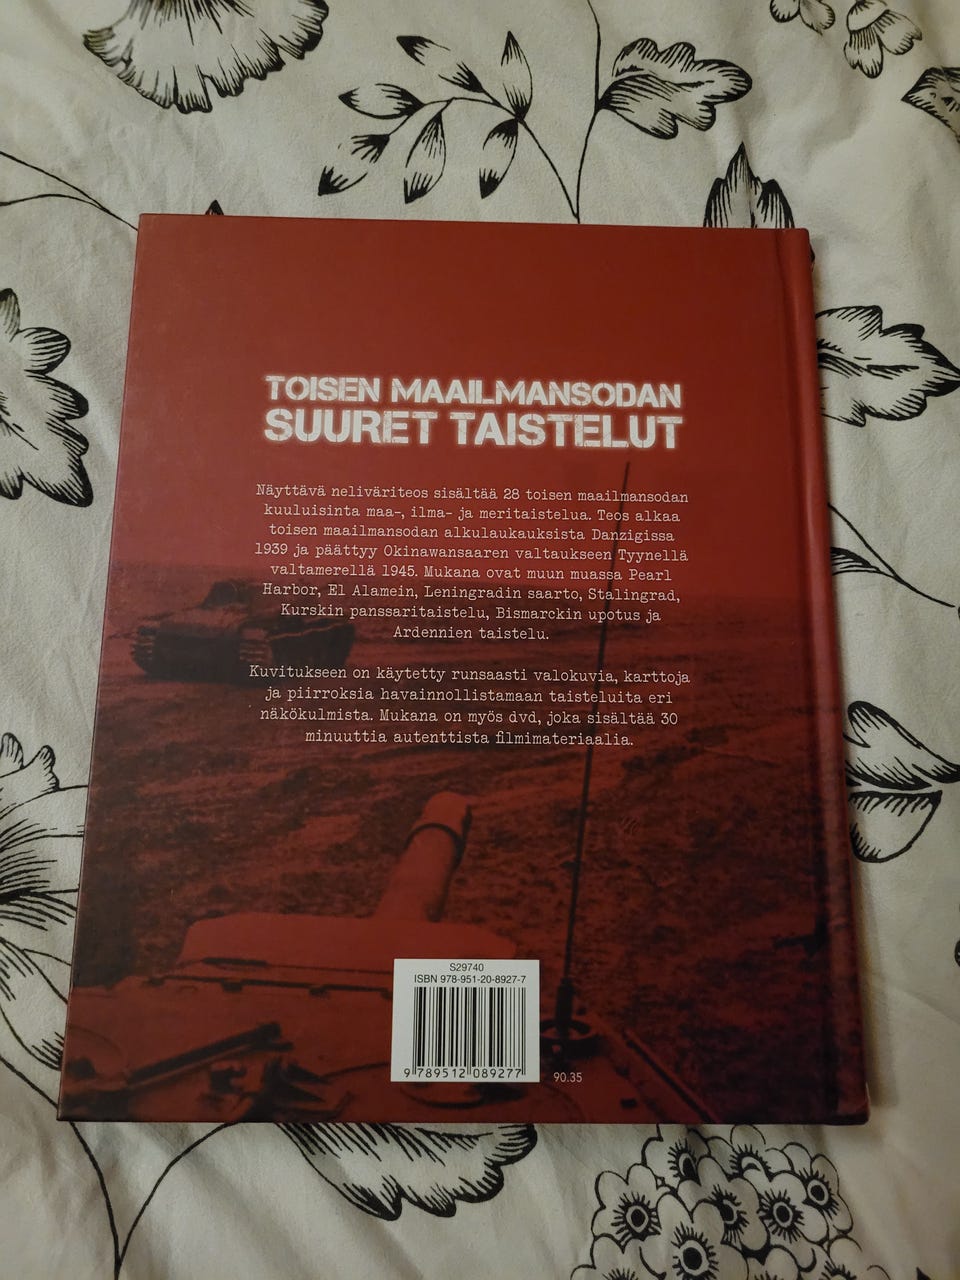 TOISEN MAAILMANSODAN
SUURET TAISTELUT
Näyttävä neliväriteos sisältää 28 toisen maailmansodan
kuuluisinta maa-, ilma- ja meritaistelua. Teos alkaa
toisen maailmansodan alkulaukauksista Danzigissa
1939 ja päättyy Okinawansaaren valtaukseen Tyynellä
valtamerellä 1945. Mukana ovat muun muassa Pearl
Harbor, El Alamein, Leningradin saarto, Stalingrad,
Kurskin panssaritaistelu, Bismarckin upotus ja
Ardennien taistelu.
Kuvitukseen on käytetty runsaasti valokuvia, karttoja
ja piirroksia havainnollistamaan taisteluita eri
näkökulmista. Mukana on myös dvd, joka sisältää 30
minuuttia autenttista filmimateriaalia.
S29740
ISBN 978-951-20-8927-7
9 789512 089277
90.35